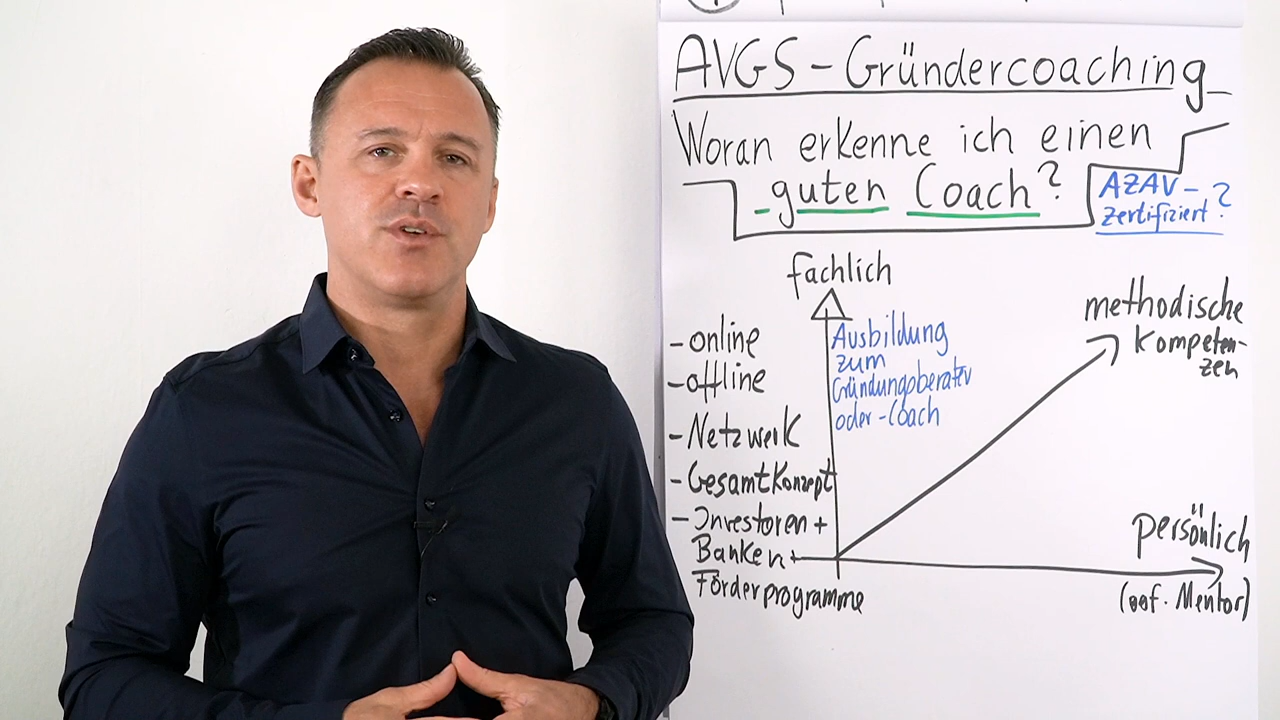 AVGS - Gründercoaching
Woran erkenne ich einen
guten Coach?
AZAV-
zertifiziert?
fachlich
- online
- offline
- Netzwerk
- Gesamtkonzept
- Investoren +
Banken +
Förderprogramme
Ausbildung
zum
Gründungsberater
oder -Coach
methodische
Kompeten-
zen
persönlich
(ggf. Mentor)